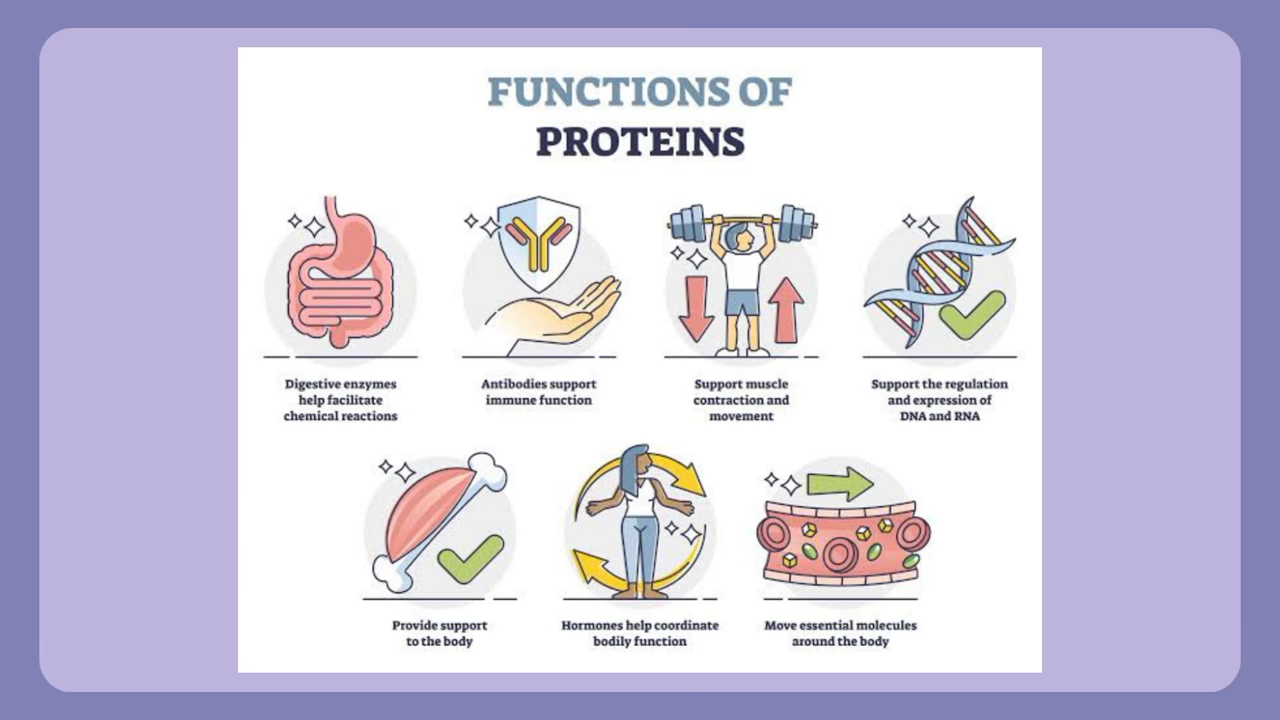 FUNCTIONS OF
PROTEINS
Digestive enzymes
help facilitate
chemical reactions
Antibodies support
immune function
Support muscle
contraction and
movement
Support the regulation
and expression of
DNA and RNA
Provide support
to the body
Hormones help coordinate
bodily function
Move essential molecules
around the body